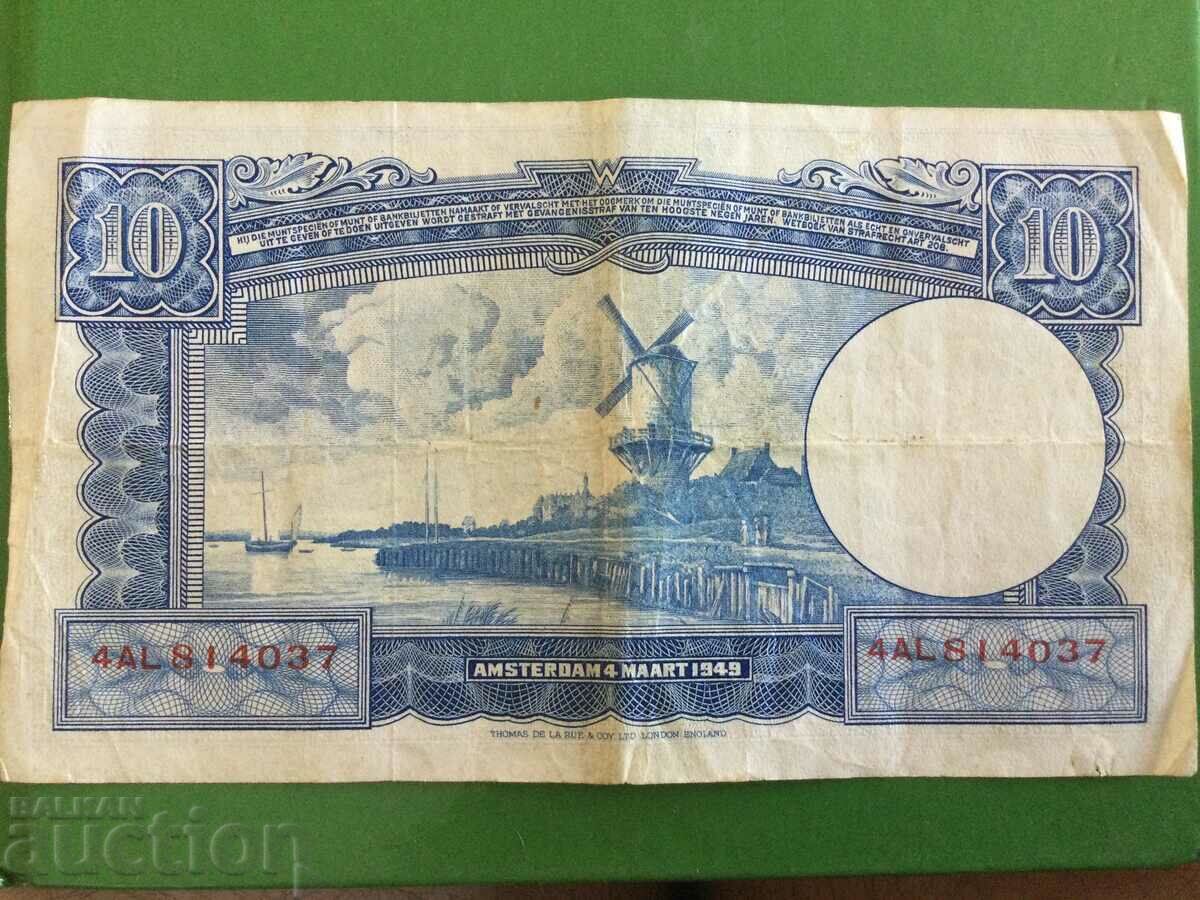 10
10
W
HIJ DIE MUNTSPECIËN OF MUNT OF BANKBILJETTEN NAMAAKT OF VERVALSCHT MET HET OOGMERK OM DIE MUNTSPECIËN OF MUNT OF BANKBILJETTEN ALS ECHT EN ONVERVALSCHT
UIT TE GEVEN OF TE DOEN UITGEVEN WORDT GESTRAFT MET GEVANGENISSTRAF VAN TEN HOOGSTE NEGEN JAREN. WETBOEK VAN STRAFRECHT ART 208.
4AL 814037
4AL 814037
AMSTERDAM 4 MAART 1949
THOMAS DE LA RUE & COY. LTD LONDON ENGLAND
BALKAN
auction